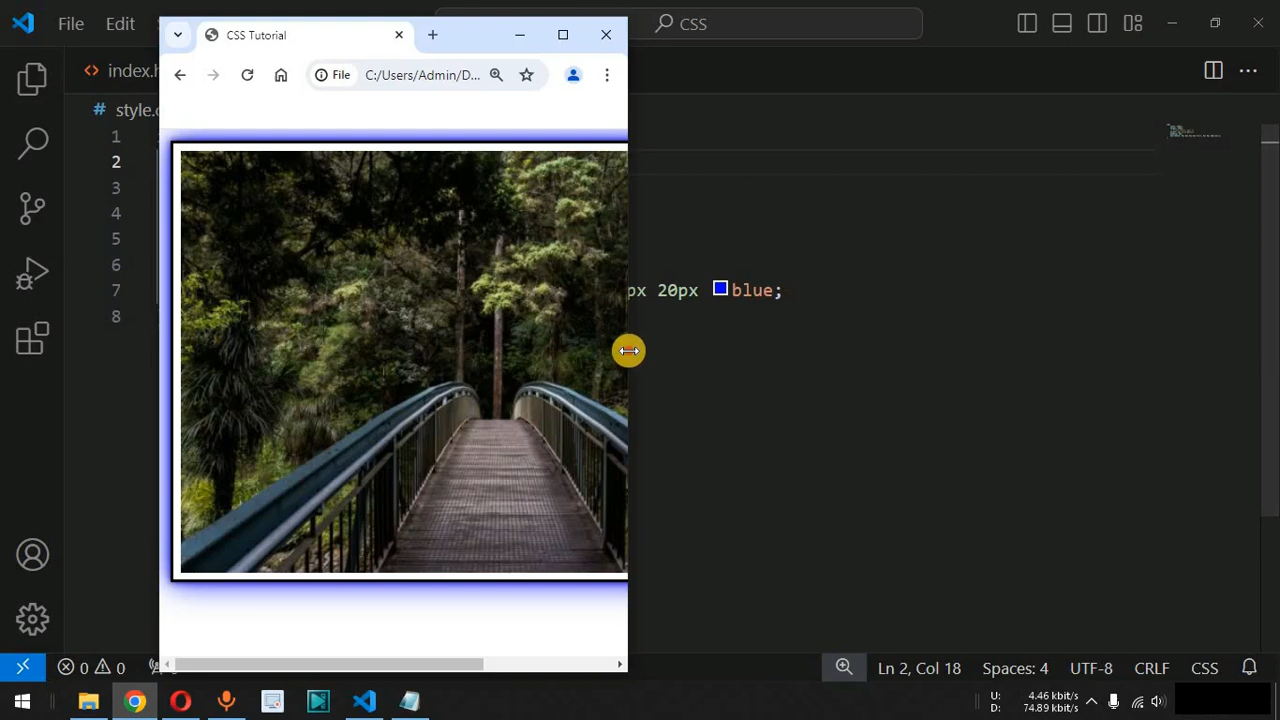 File Edit
CSS
CSS Tutorial
File C:/Users/Admin/D...
index.h
# style.c
1
2
3
4
5
6
7
8
px 20px blue;
0 0
Ln 2, Col 18 Spaces: 4 UTF-8 CRLF CSS
U: 4.46 kbit/s
D: 74.89 kbit/s